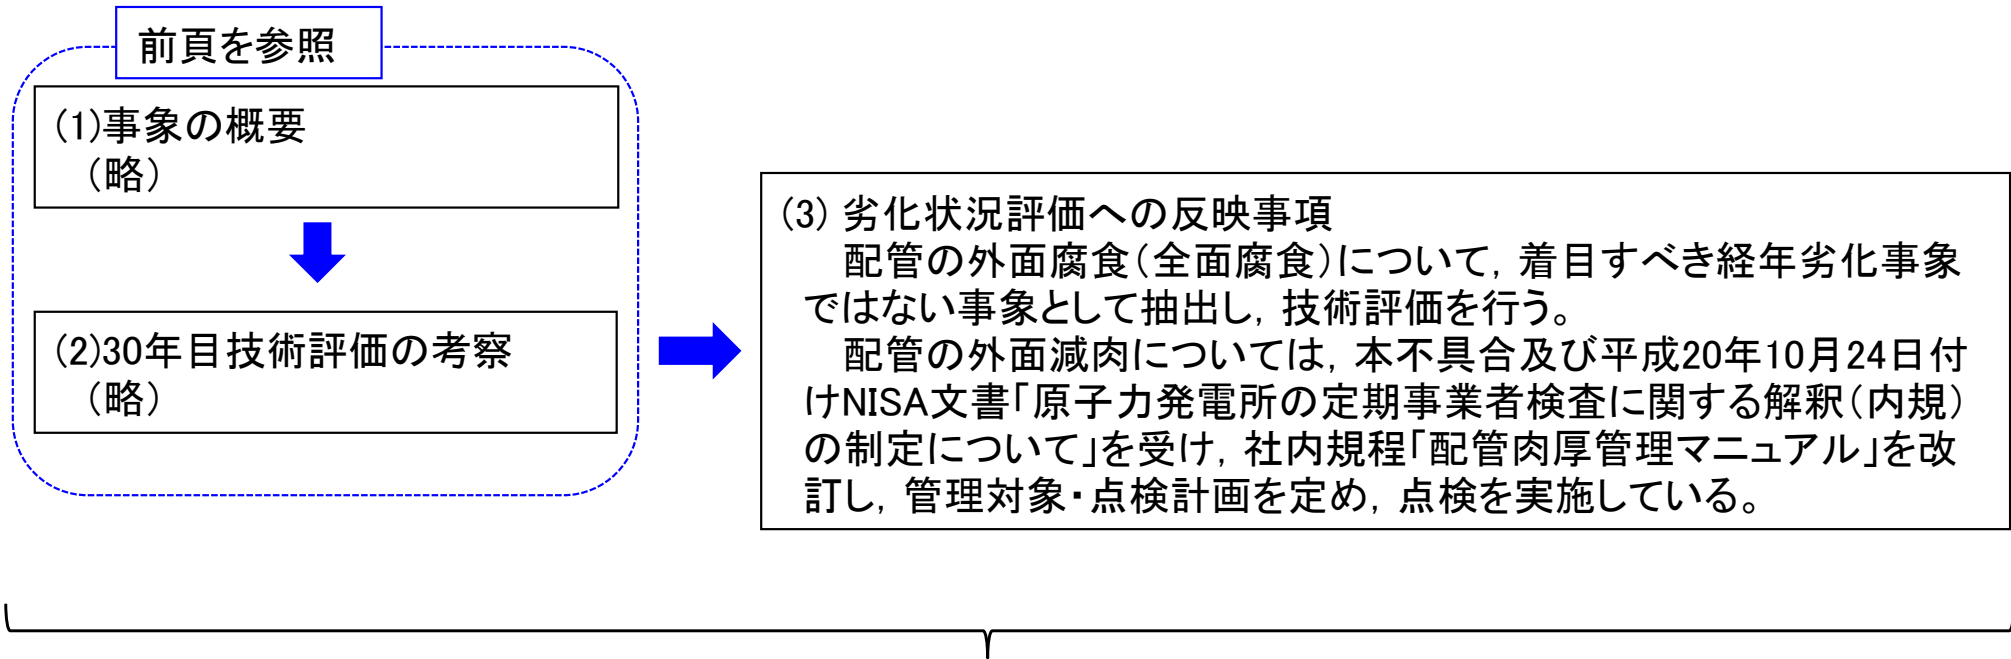 前頁を参照
(1)事象の概要
（略）
(2)30年目技術評価の考察
（略）
(3) 劣化状況評価への反映事項
配管の外面腐食（全面腐食）について，着目すべき経年劣化事象
ではない事象として抽出し，技術評価を行う。
配管の外面減肉については，本不具合及び平成20年10月24日付
けNISA文書「原子力発電所の定期事業者検査に関する解釈（内規）
の制定について」を受け，社内規程「配管肉厚管理マニュアル」を改
訂し，管理対象・点検計画を定め，点検を実施している。